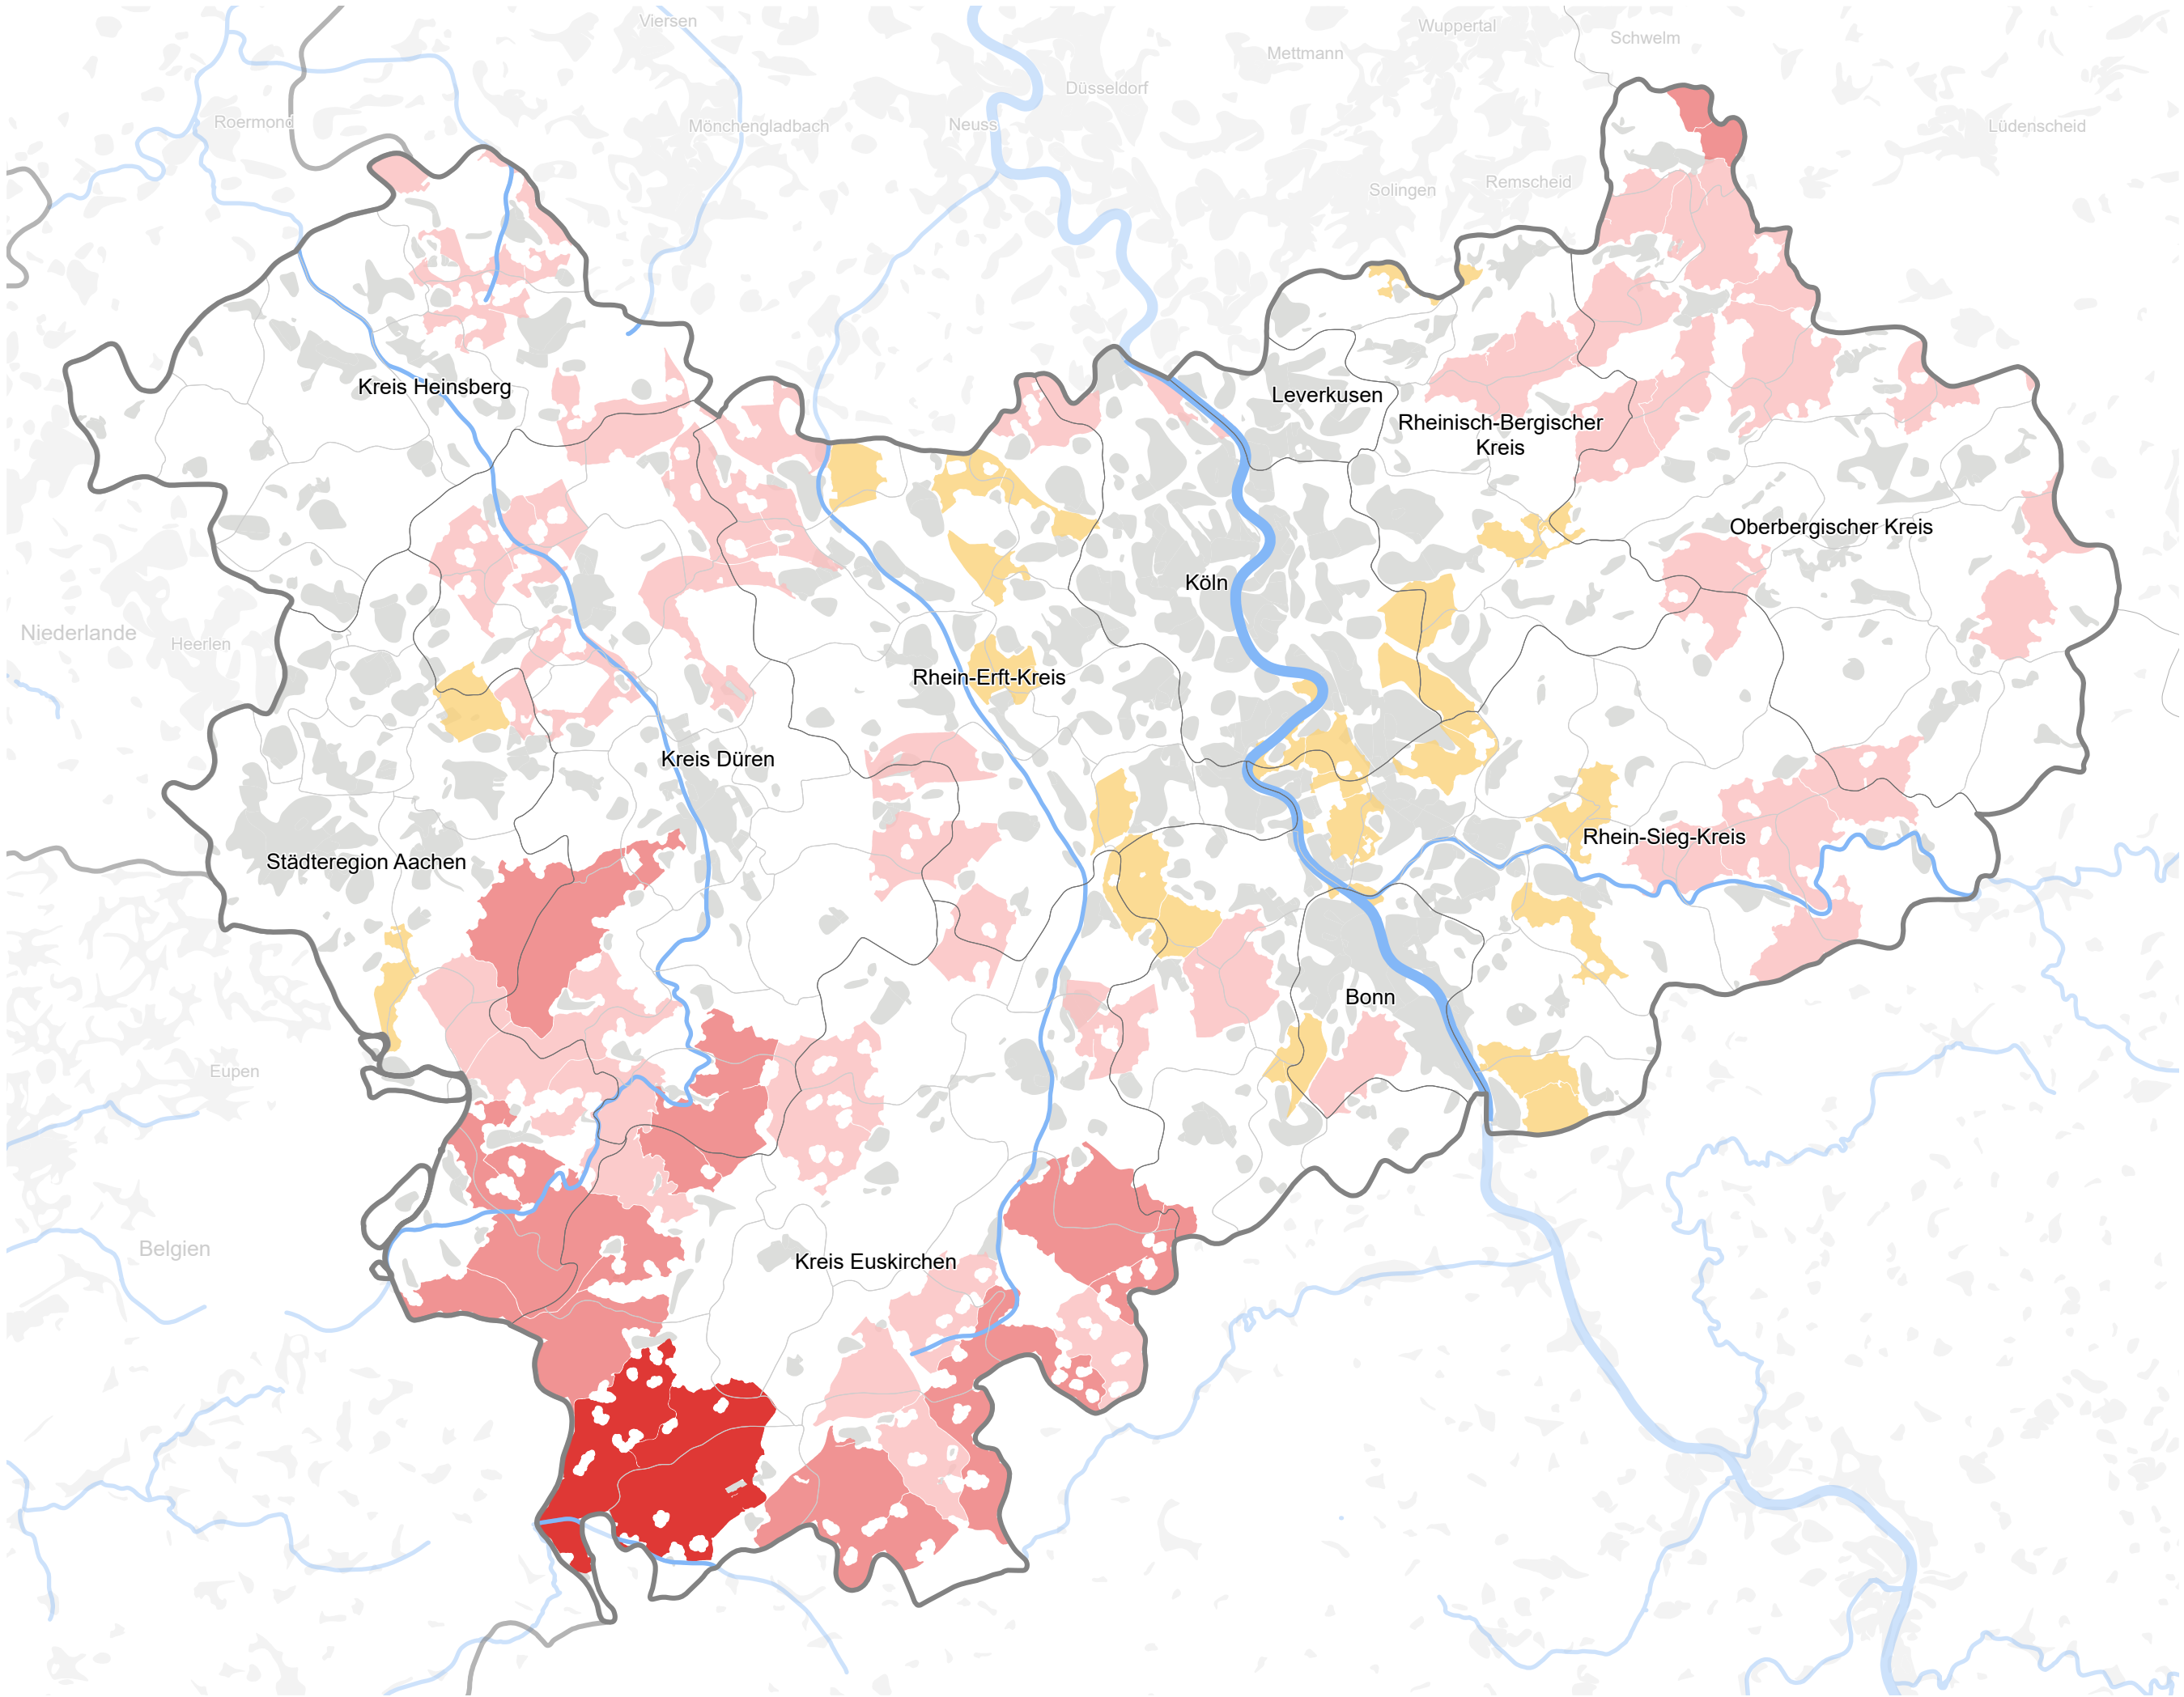 Viersen
Wuppertal
Schwelm
Mettmann
Düsseldorf
Roermond
Mönchengladbach
Neuss
Lüdenscheid
Solingen
Remscheid
Kreis Heinsberg
Leverkusen
Rheinisch-Bergischer
Kreis
Oberbergischer Kreis
Köln
Niederlande
Heerlen
Rhein-Erft-Kreis
Kreis Düren
Rhein-Sieg-Kreis
Städteregion Aachen
Bonn
Eupen
Belgien
Kreis Euskirchen